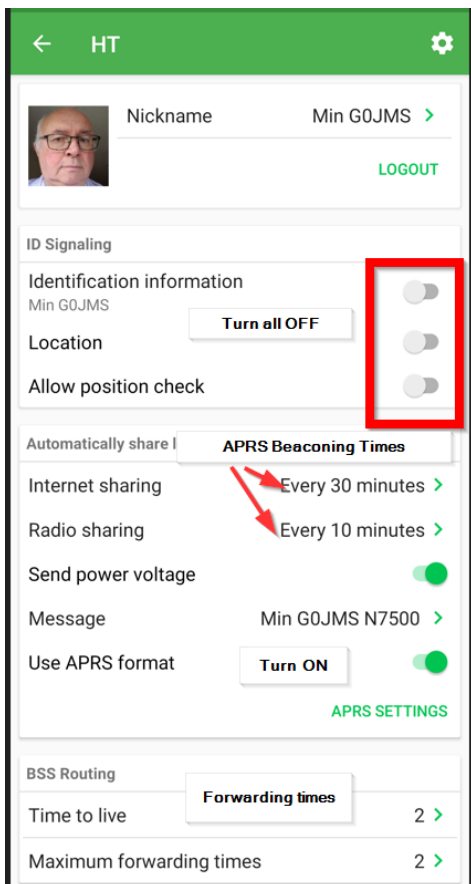 HT
Nickname Min G0JMS
LOGOUT
ID Signaling
Identification information
Min G0JMS
Turn all OFF
Location
Allow position check
Automatically share
APRS Beaconing Times
Internet sharing Every 30 minutes
Radio sharing Every 10 minutes
Send power voltage
Message Min G0JMS N7500
Use APRS format Turn ON
APRS SETTINGS
BSS Routing
Forwarding times
Time to live 2
Maximum forwarding times 2